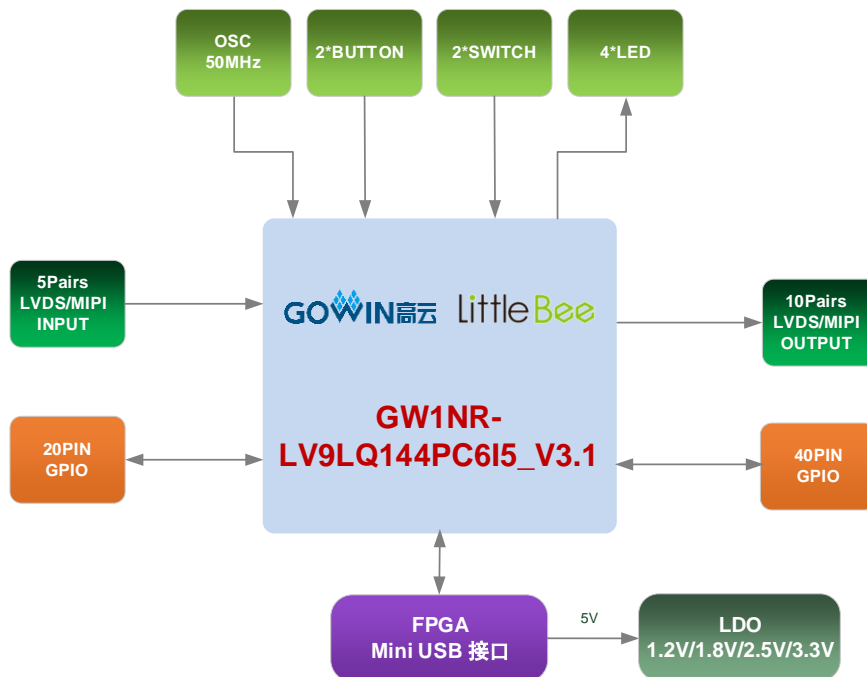 OSC
50MHz
2*BUTTON
2*SWITCH
4*LED
5Pairs
LVDS/MIPI
INPUT
GOWIN高云
LittleBee
10Pairs
LVDS/MIPI
OUTPUT
GW1NR-
LV9LQ144PC6I5_V3.1
20PIN
GPIO
40PIN
GPIO
FPGA
Mini USB 接口
5V
LDO
1.2V/1.8V/2.5V/3.3V